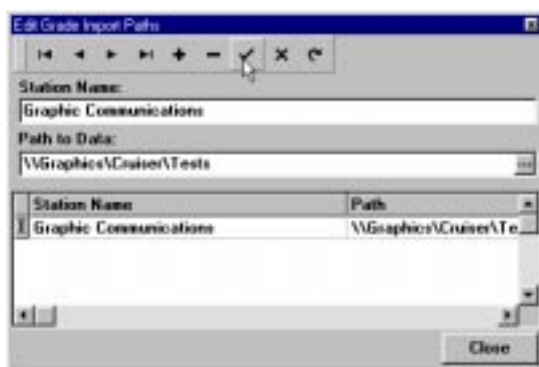 Edit Grade Import Paths
Station Name:
Graphic Communications
Path to Data:
\\Graphics\Cruiser\Tests
Station Name Path
Graphic Communications \\Graphics\Cruiser\Te
Close